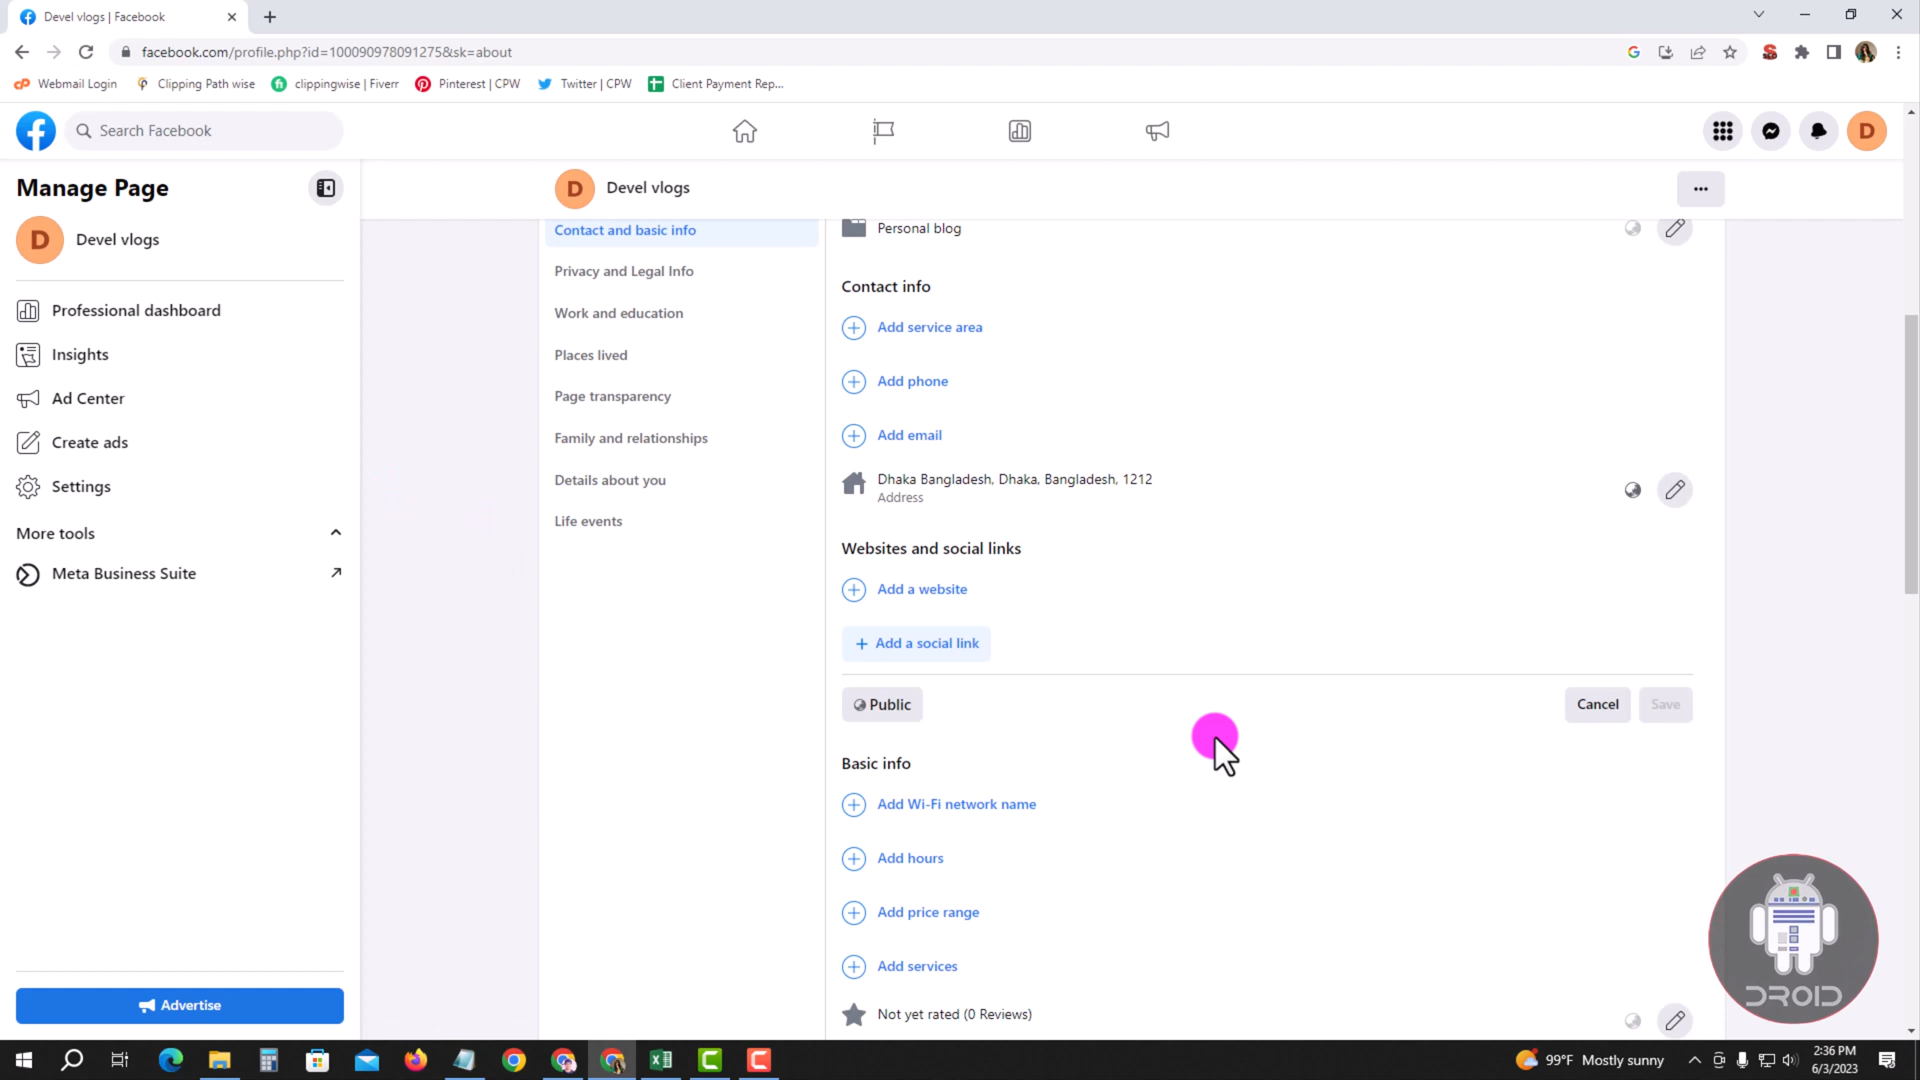 Devel vlogs | Facebook
facebook.com/profile.php?id=100090978091275&sk=about
Webmail Login
Clipping Path wise
clippingwise | Fiverr
Pinterest | CPW
Twitter | CPW
Client Payment Rep...
Search Facebook
D
Manage Page
D Devel vlogs
D Devel vlogs
Professional dashboard
Insights
Ad Center
Create ads
Settings
More tools
Meta Business Suite
Advertise
Contact and basic info
Privacy and Legal Info
Work and education
Places lived
Page transparency
Family and relationships
Details about you
Life events
Personal blog
Contact info
Add service area
Add phone
Add email
Dhaka Bangladesh, Dhaka, Bangladesh, 1212
Address
Websites and social links
Add a website
+ Add a social link
Public
Cancel
Save
Basic info
Add Wi-Fi network name
Add hours
Add price range
Add services
Not yet rated (0 Reviews)
DROID
99°F Mostly sunny
2:36 PM
6/3/2023